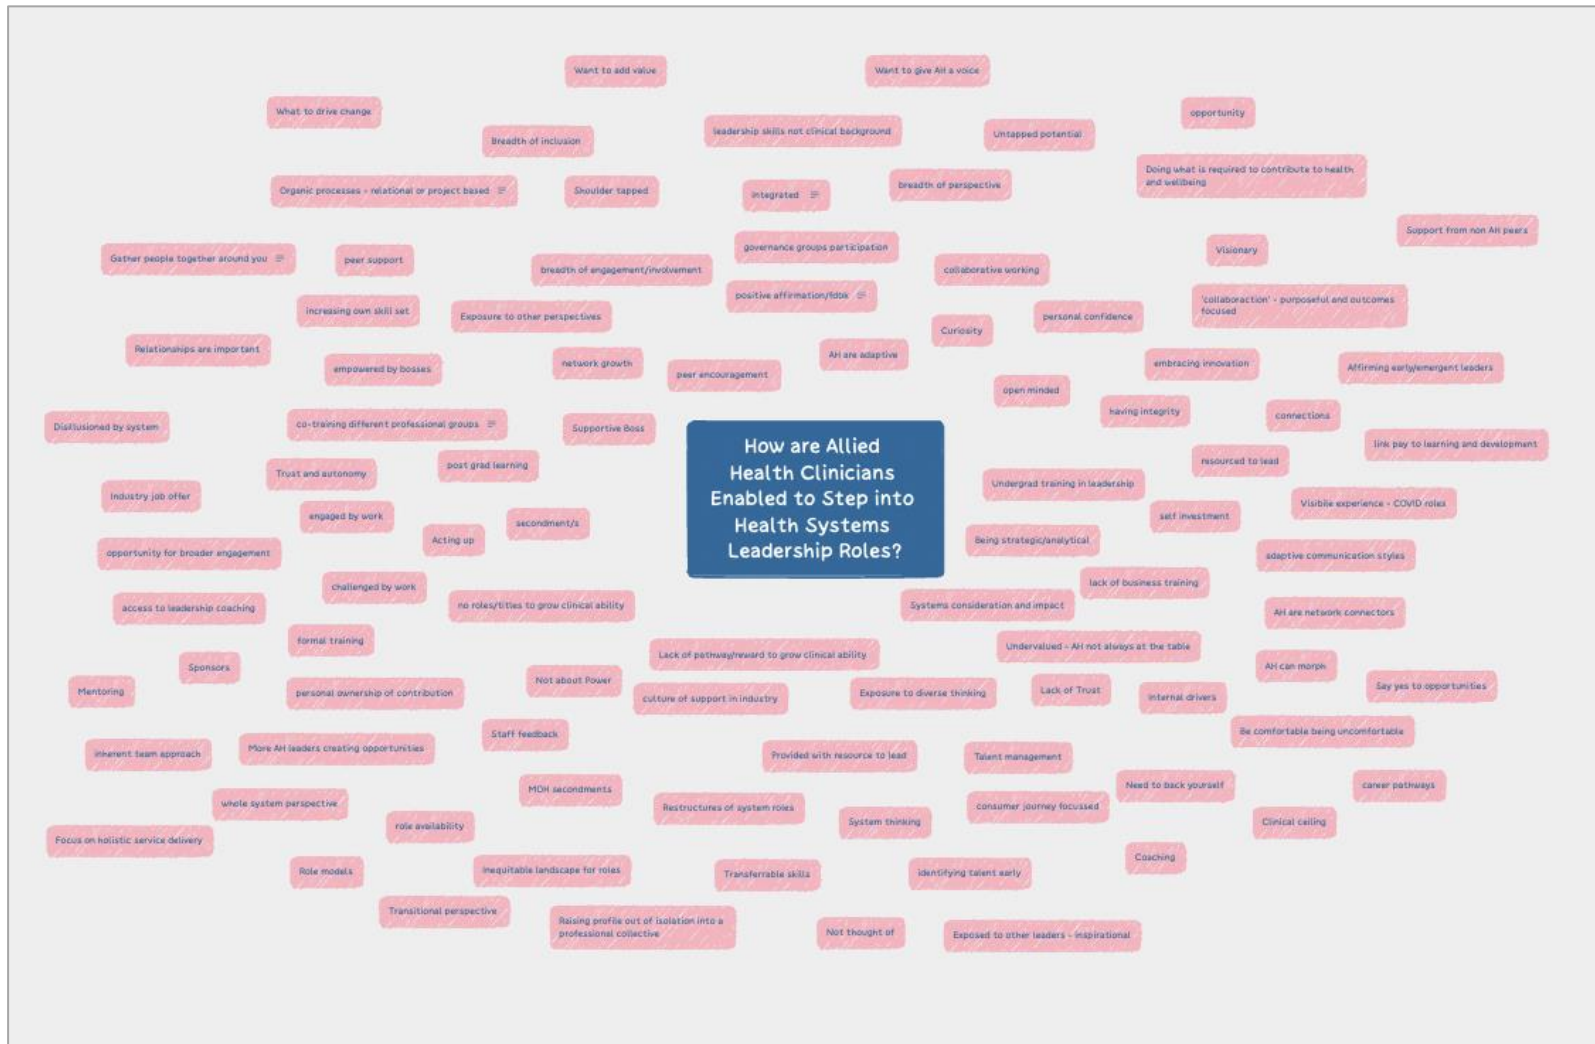 Want to add value
Want to give AH a voice
What to drive change
opportunity
Breadth of inclusion
leadership skills not clinical background
Untapped potential
Doing what is required to contribute to health
and wellbeing
Organic processes - relational or project based
Shoulder tapped
integrated
breadth of perspective
Support from non AH peers
Gather people together around you
peer support
governance groups participation
Visionary
breadth of engagement/involvement
collaborative working
increasing own skill set
Exposure to other perspectives
positive affirmation/fdbk
personal confidence
'collaboraction' - purposeful and outcomes
focused
Curiosity
Relationships are important
empowered by bosses
network growth
peer encouragement
AH are adaptive
embracing innovation
Affirming early/emergent leaders
open minded
having integrity
connections
Disillusioned by system
co-training different professional groups
Supportive Boss
link pay to learning and development
How are Allied
Health Clinicians
Enabled to Step into
Health Systems
Leadership Roles?
Trust and autonomy
post grad learning
resourced to lead
Undergrad training in leadership
Industry job offer
Visibile experience - COVID roles
engaged by work
secondment/s
self investment
Acting up
Being strategic/analytical
opportunity for broader engagement
adaptive communication styles
challenged by work
lack of business training
access to leadership coaching
no roles/titles to grow clinical ability
Systems consideration and impact
AH are network connectors
formal training
Lack of pathway/reward to grow clinical ability
Undervalued - AH not always at the table
Sponsors
AH can morph
Mentoring
personal ownership of contribution
Not about Power
culture of support in industry
Exposure to diverse thinking
Lack of Trust
Internal drivers
Say yes to opportunities
Staff feedback
Be comfortable being uncomfortable
inherent team approach
More AH leaders creating opportunities
Provided with resource to lead
Talent management
MOH secondments
Need to back yourself
career pathways
whole system perspective
Restructures of system roles
consumer journey focussed
System thinking
Clinical ceiling
role availability
Focus on holistic service delivery
Coaching
Role models
Inequitable landscape for roles
Transferrable skills
identifying talent early
Transitional perspective
Raising profile out of isolation into a
professional collective
Not thought of
Exposed to other leaders - inspirational